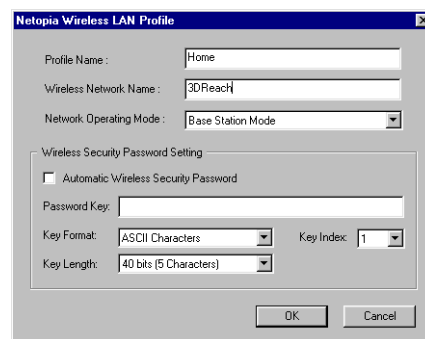 Netopia Wireless LAN Profile
Profile Name : Home
Wireless Network Name : 3DReach
Network Operating Mode : Base Station Mode
Wireless Security Password Setting
Automatic Wireless Security Password
Password Key:
Key Format: ASCII Characters Key Index: 1
Key Length: 40 bits (5 Characters)
OK Cancel